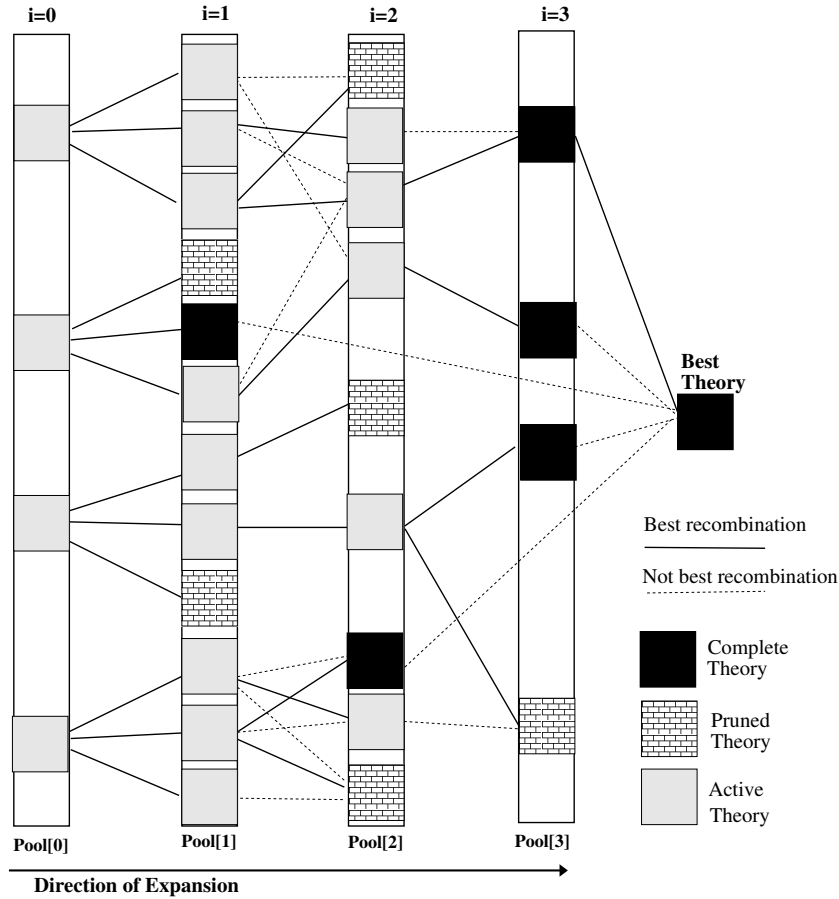 i=0
i=1
i=2
i=3
Best
Theory
Best recombination
Not best recombination
Complete
Theory
Pruned
Theory
Active
Theory
Pool[0]
Pool[1]
Pool[2]
Pool[3]
Direction of Expansion